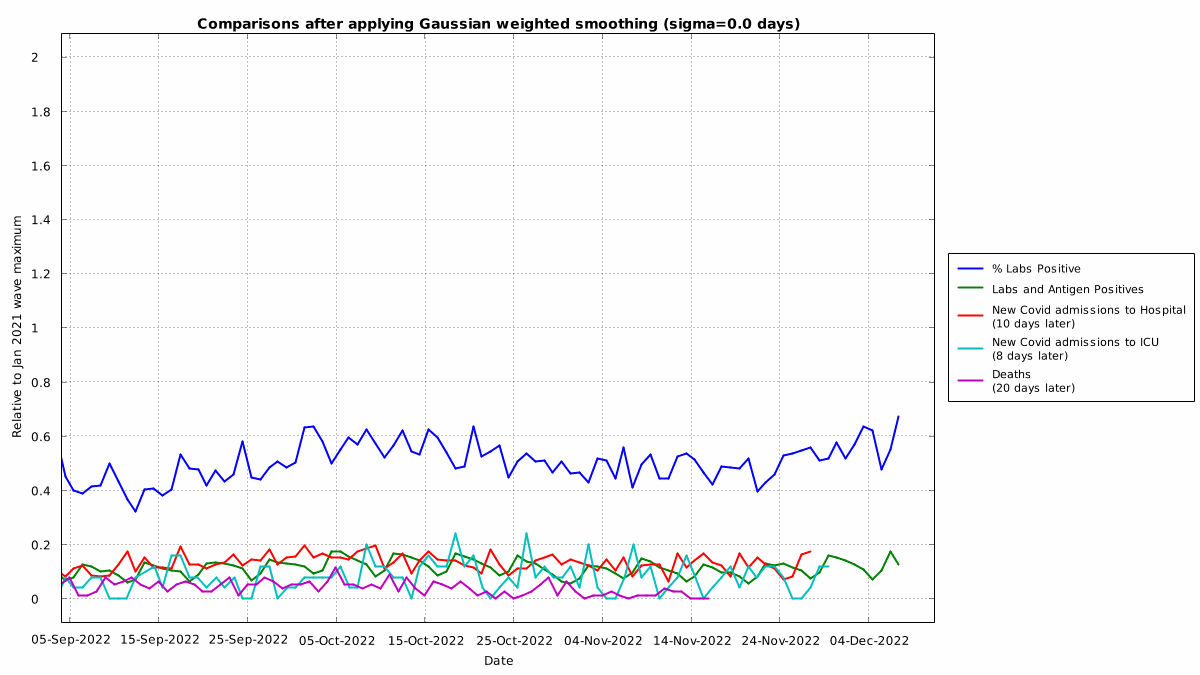 Comparisons after applying Gaussian weighted smoothing (sigma=0.0 days)
Relative to Jan 2021 wave maximum
2
1.8
1.6
1.4
1.2
1
0.8
0.6
0.4
0.2
0
05-Sep-2022 15-Sep-2022 25-Sep-2022 05-Oct-2022 15-Oct-2022 25-Oct-2022 04-Nov-2022 14-Nov-2022 24-Nov-2022 04-Dec-2022
Date
% Labs Positive
Labs and Antigen Positives
New Covid admissions to Hospital
(10 days later)
New Covid admissions to ICU
(8 days later)
Deaths
(20 days later)